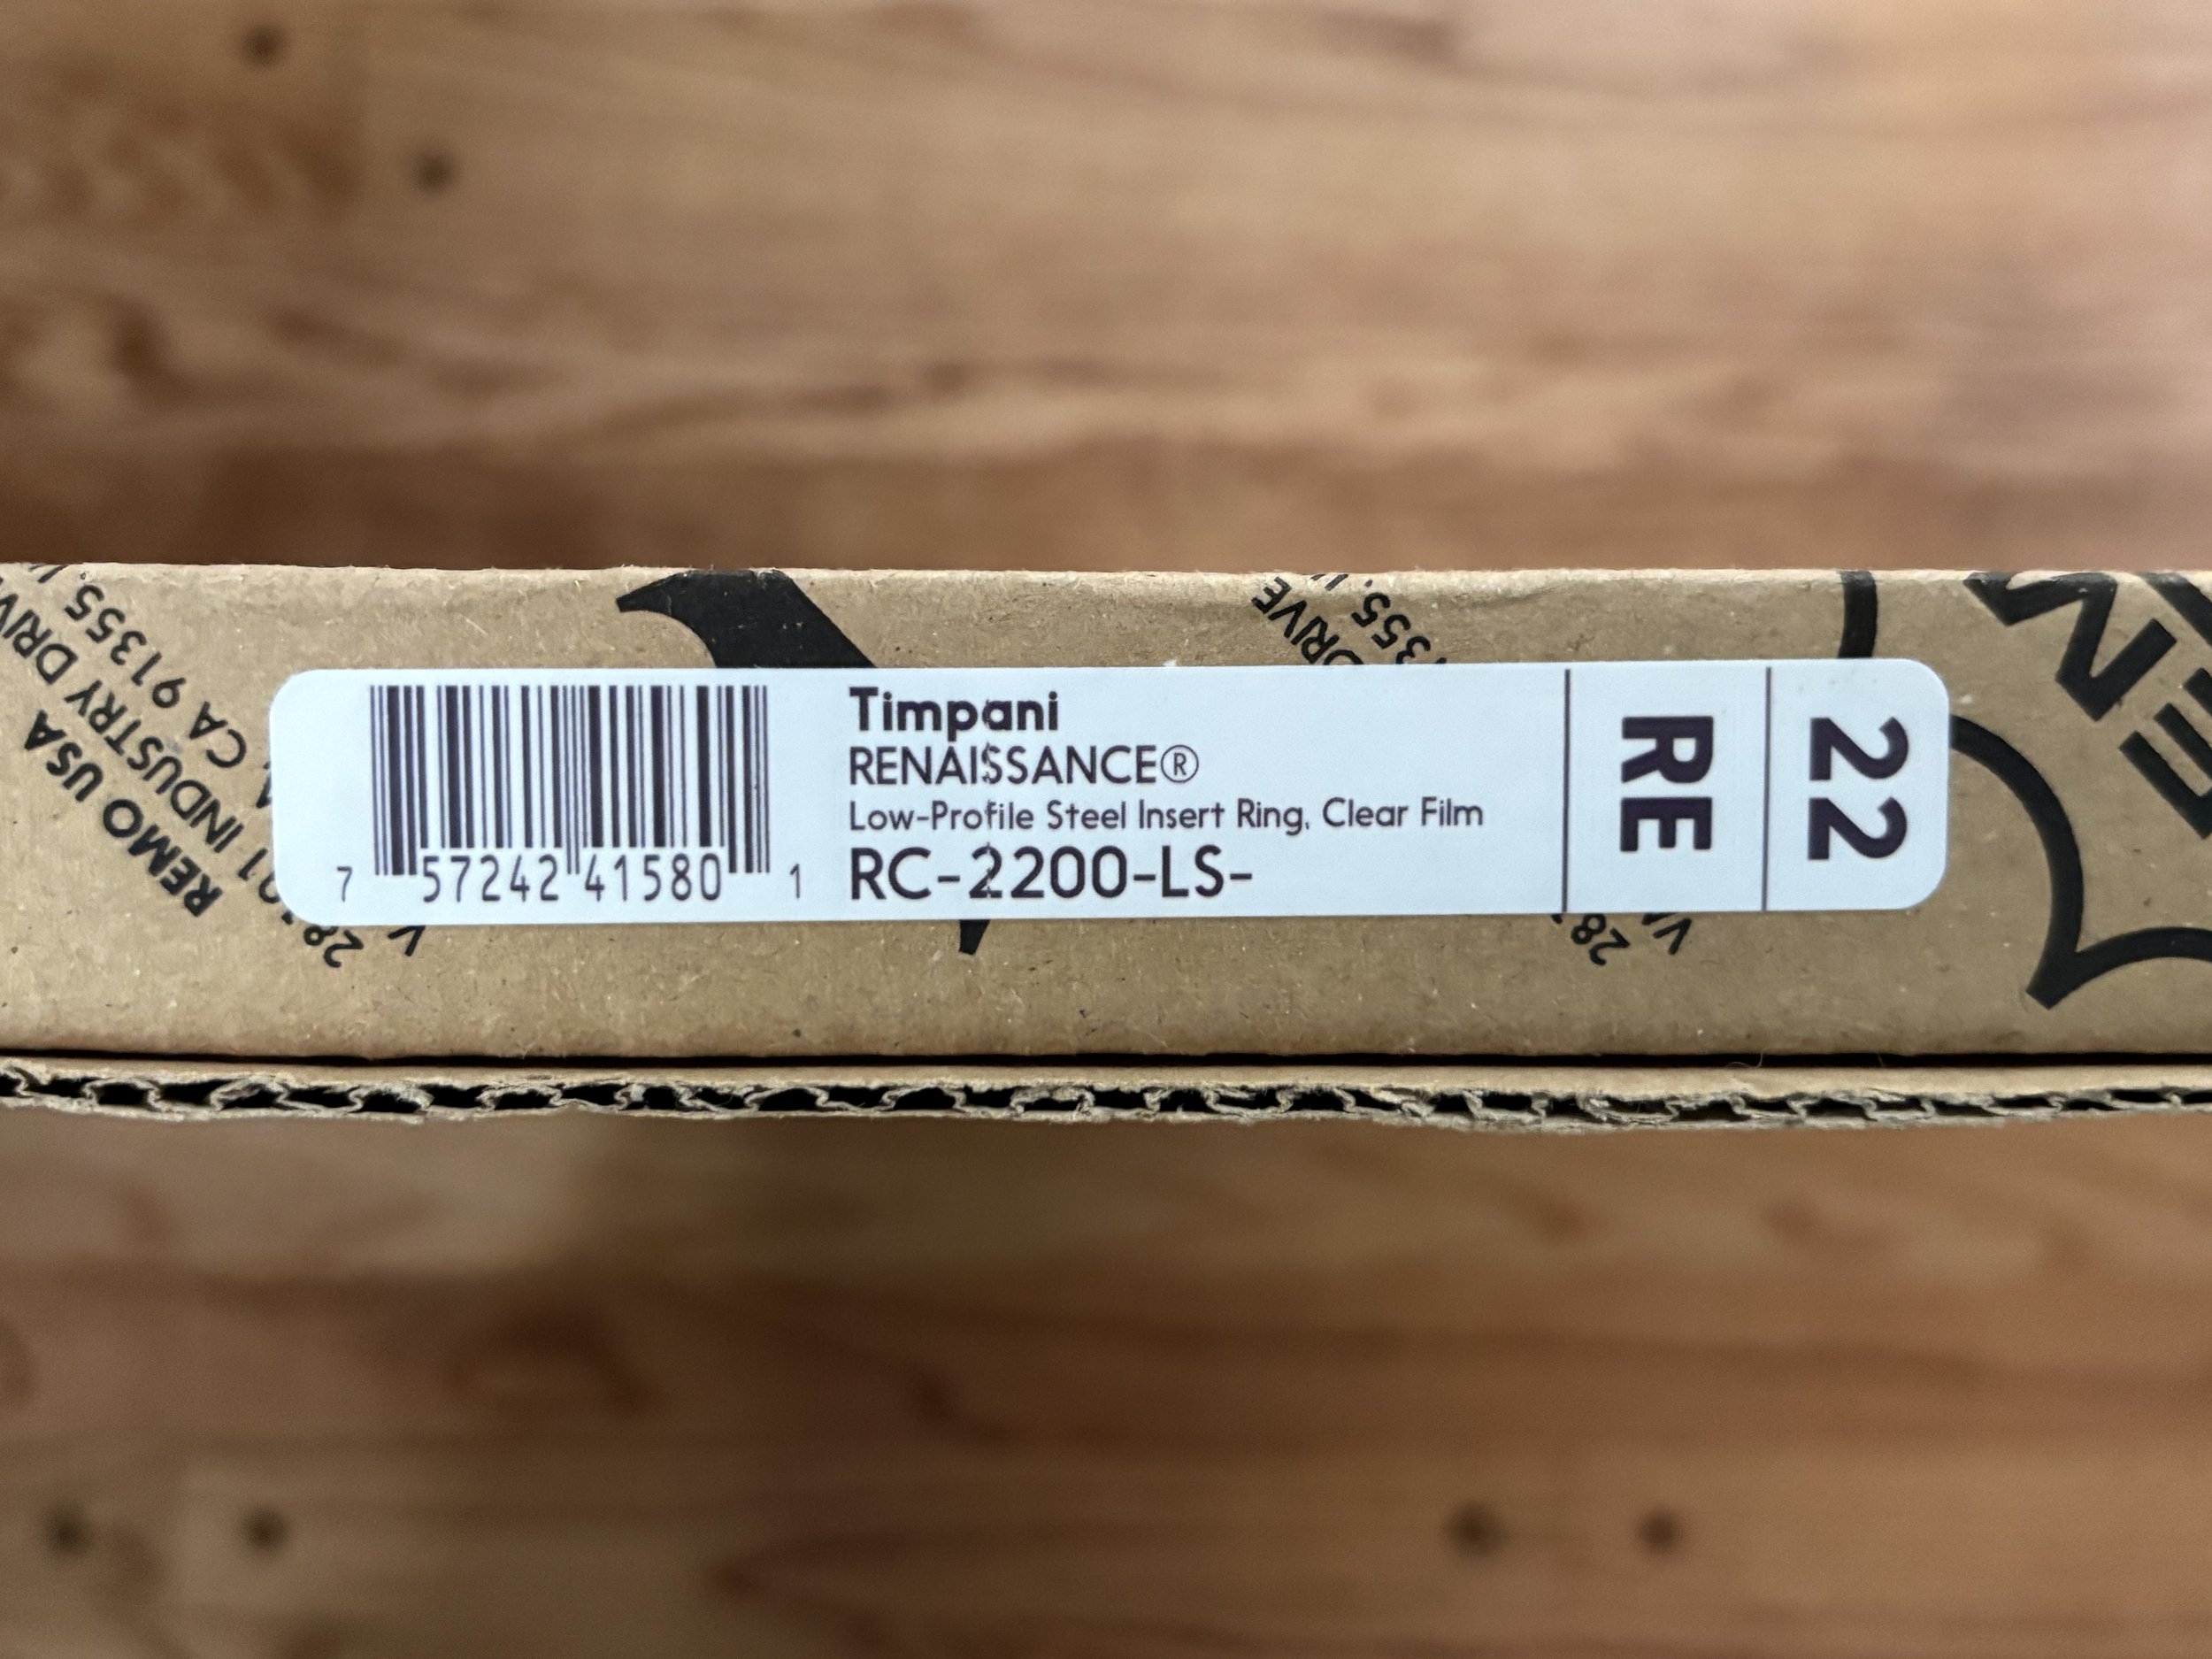 Timpani
RENAISSANCE®
Low-Profile Steel Insert Ring, Clear Film
RC-2200-LS-
7 57242 41580 1
RE
22
REMO USA
INDUSTRY DRIVE
CA 91355,
DRIVE